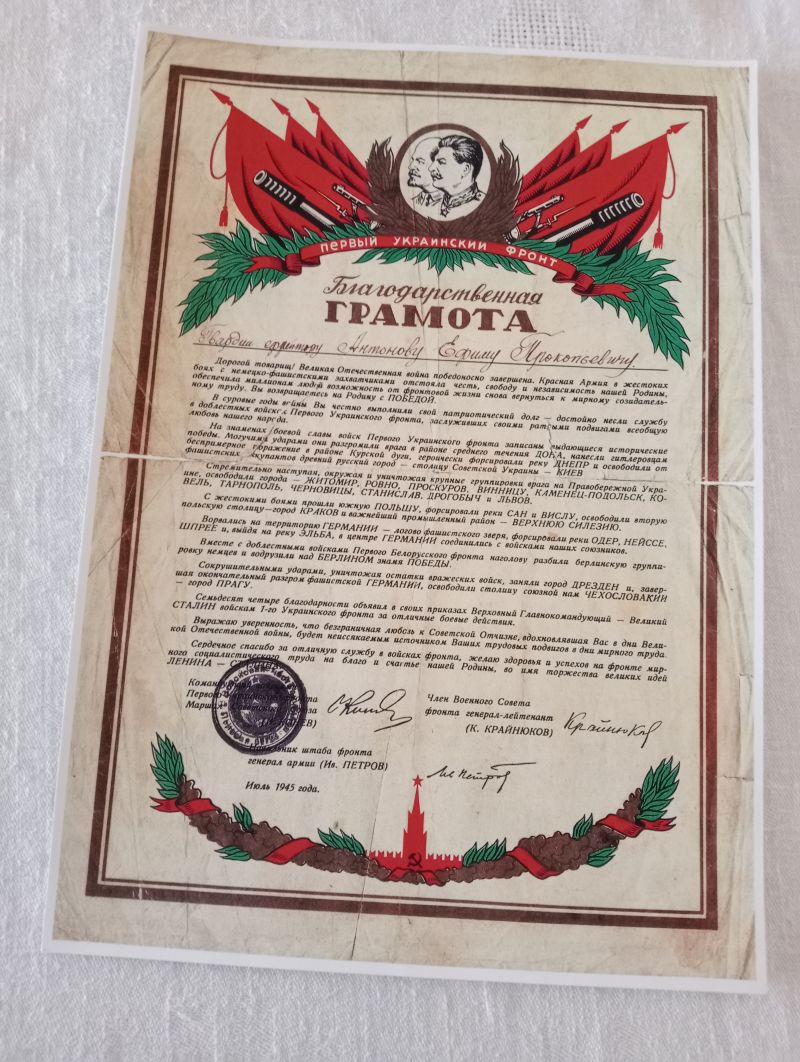 ПЕРВЫЙ УКРАИНСКИЙ ФРОНТ
Благодарственная
ГРАМОТА
Гвардии ефрейтору Антонову Ефиму Прокопьевичу.
Дорогой товарищ! Великая Отечественная война победоносно завершена. Красная Армия в жестоких
боях с немецко-фашистскими захватчиками отстояла честь, свободу и независимость нашей Родины,
обеспечила миллионам людей возможность от фронтовой жизни снова вернуться к мирному созидатель-
ному труду. Вы возвращаетесь на Родину с ПОБЕДОЙ.
В суровые годы войны Вы честно выполнили свой патриотический долг — достойно несли службу
в доблестных войсках Первого Украинского фронта, заслуживших своими ратными подвигами всеобщую
любовь нашего народа.
На знаменах боевой славы войск Первого Украинского фронта записаны выдающиеся исторические
победы. Могучими ударами они разгромили врага в районе среднего течения ДОНА, нанесли гитлеровцам
беспримерное поражение в районе Курской дуги, героически форсировали реку ДНЕПР и освободили от
фашистских оккупантов древний русский город — столицу Советской Украины — КИЕВ
Стремительно наступая, окружая и уничтожая крупные группировки врага на Правобережной Укра-
ине, освободили города — ЖИТОМИР, РОВНО, ПРОСКУРОВ, ВИННИЦУ, КАМЕНЕЦ-ПОДОЛЬСК, КО-
ВЕЛЬ, ТАРНОПОЛЬ, ЧЕРНОВИЦЫ, СТАНИСЛАВ, ДРОГОБЫЧ и ЛЬВОВ.
С жестокими боями прошли южную ПОЛЬШУ, форсировали реки САН и ВИСЛУ, освободили вторую
польскую столицу—город КРАКОВ и важнейший промышленный район — ВЕРХНЮЮ СИЛЕЗИЮ.
Ворвались на территорию ГЕРМАНИИ — логово фашистского зверя, форсировали реки ОДЕР, НЕЙССЕ,
ШПРЕЕ и, выйдя на реку ЭЛЬБА, в центре ГЕРМАНИИ соединились с войсками наших союзников.
Вместе с доблестными войсками Первого Белорусского фронта наголову разбили берлинскую группи-
ровку немцев и водрузили над БЕРЛИНОМ знамя ПОБЕДЫ.
Сокрушительными ударами, уничтожая остатки вражеских войск, заняли город ДРЕЗДЕН и, завер-
шая окончательный разгром фашистской ГЕРМАНИИ, освободили столицу союзной нам ЧЕХОСЛОВАКИИ
— город ПРАГУ.
Семьдесят четыре благодарности объявил в своих приказах Верховный Главнокомандующий — Великий
СТАЛИН войскам 1-го Украинского фронта за отличные боевые действия.
Выражаю уверенность, что безграничная любовь к Советской Отчизне, вдохновлявшая Вас в дни Вели-
кой Отечественной войны, будет неиссякаемым источником Ваших трудовых подвигов в дни мирного труда.
Сердечное спасибо за отличную службу в войсках фронта, желаю здоровья и успехов на фронте мир-
ного социалистического труда на благо и счастье нашей Родины, во имя торжества великих идей
ЛЕНИНА —
Первого Украинского фронта
Маршал Советского Союза
Член Военного Совета
фронта генерал-лейтенант
(К. КРАЙНЮКОВ)
Крайнюков
Начальник штаба фронта
генерал армии (Ив. ПЕТРОВ)
Ив Петров
Июль 1945 года.